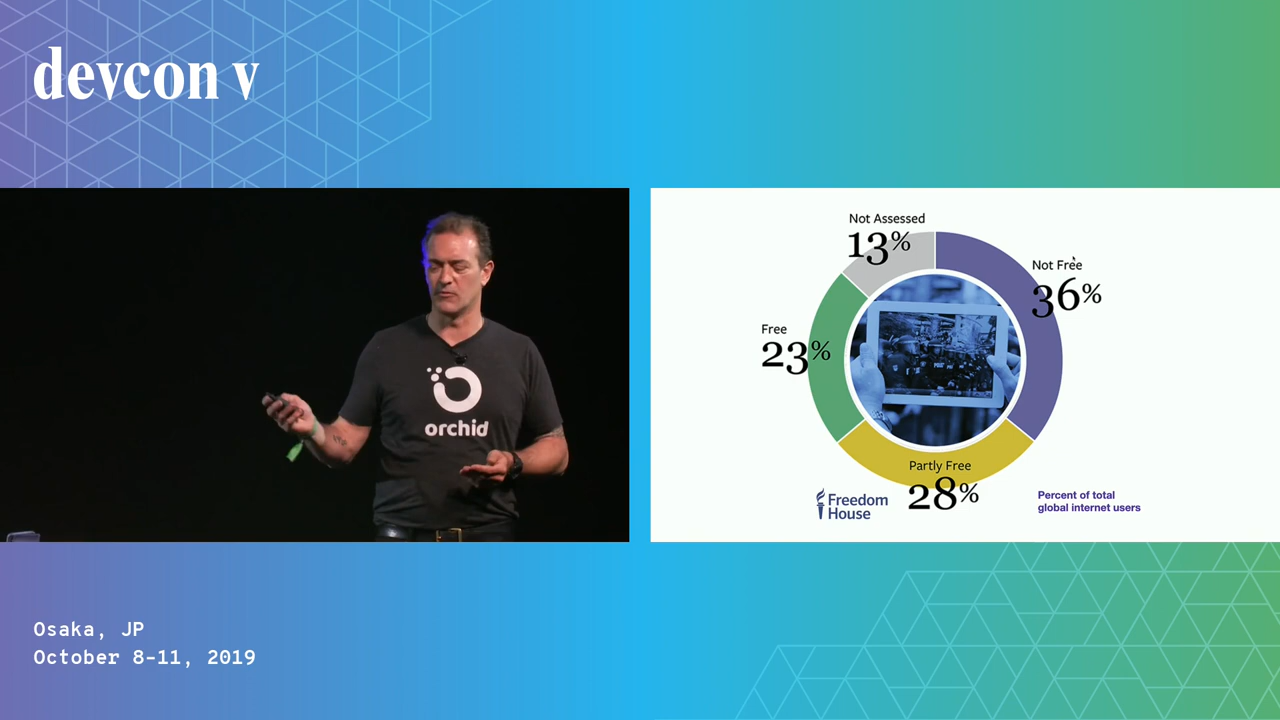 devcon v
orchid
Not Assessed
13%
Not Free
36%
Free
23%
Partly Free
28%
Freedom
House
Percent of total
global internet users
Osaka, JP
October 8-11, 2019